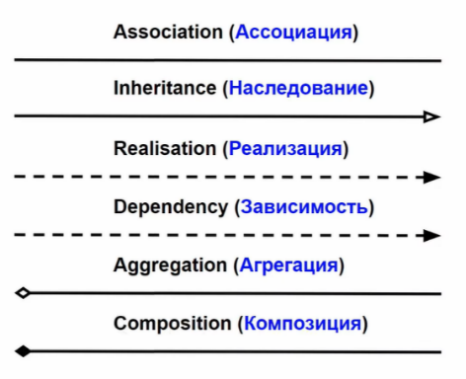 Association (Ассоциация)
Inheritance (Наследование)
Realisation (Реализация)
Dependency (Зависимость)
Aggregation (Агрегация)
Composition (Композиция)